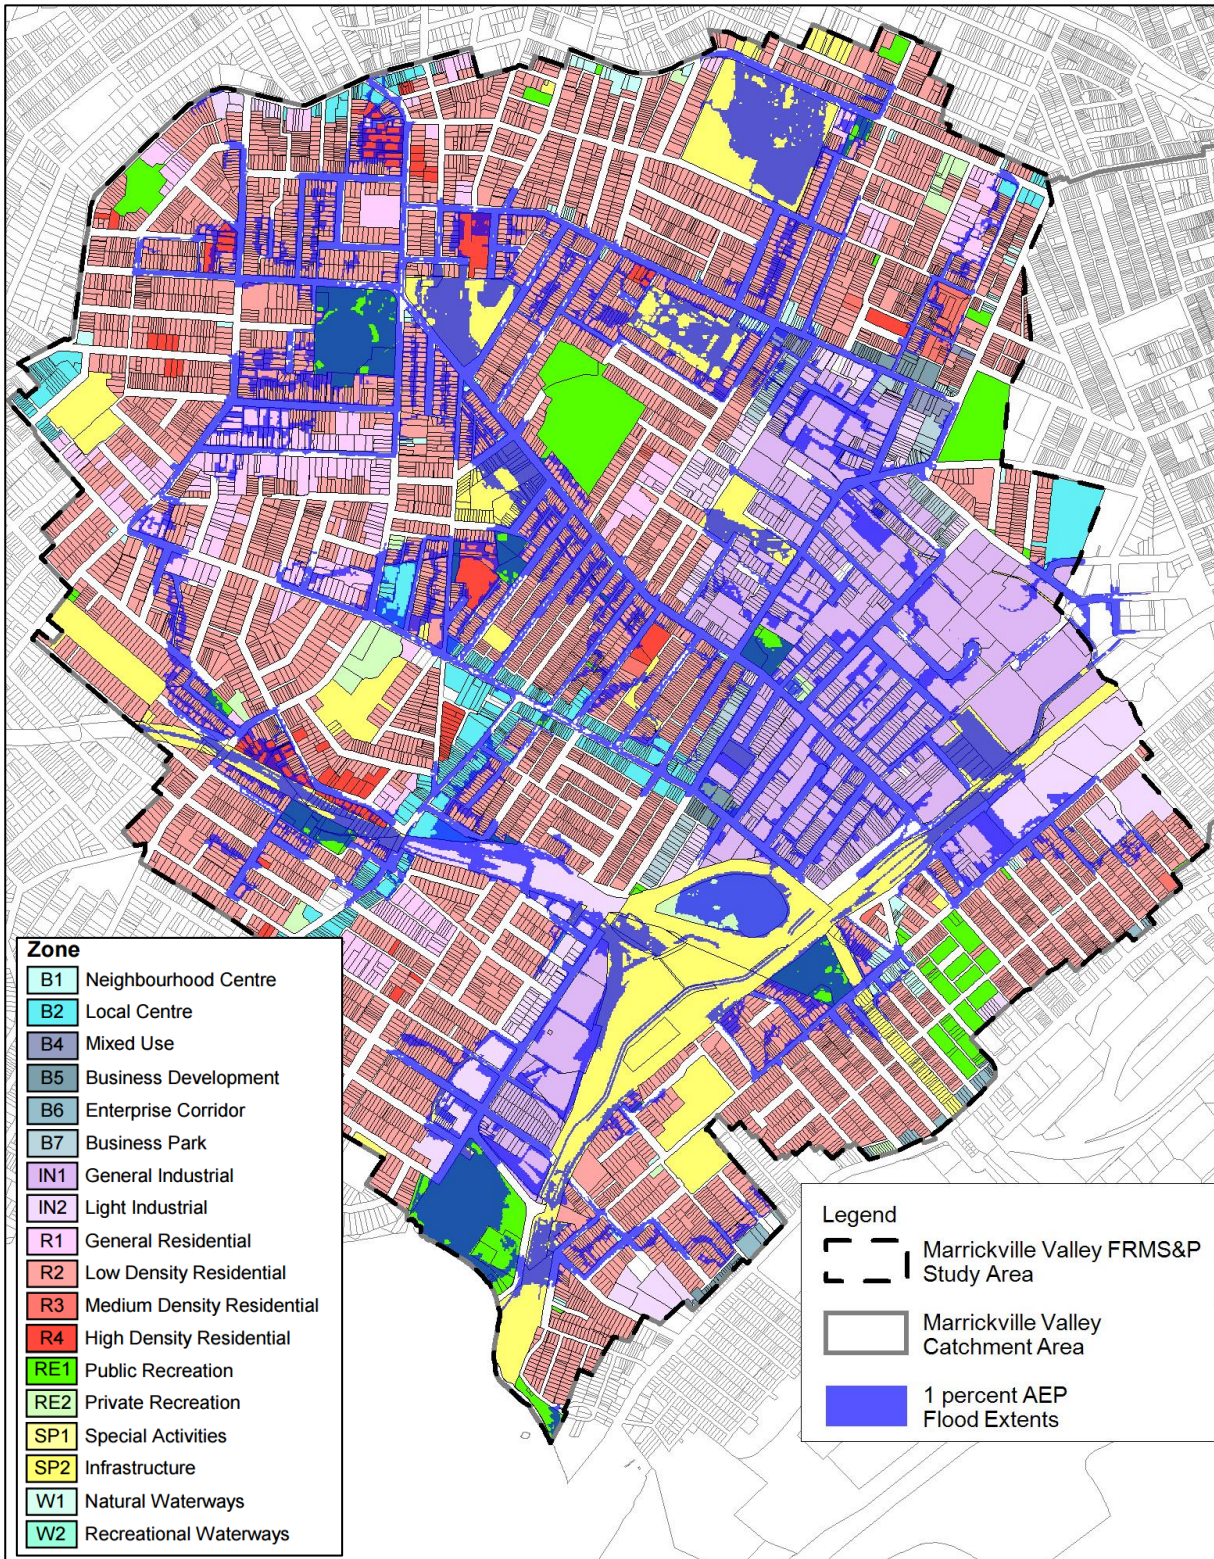 Zone
B1 Neighbourhood Centre
B2 Local Centre
B4 Mixed Use
B5 Business Development
B6 Enterprise Corridor
B7 Business Park
IN1 General Industrial
IN2 Light Industrial
R1 General Residential
R2 Low Density Residential
R3 Medium Density Residential
R4 High Density Residential
RE1 Public Recreation
RE2 Private Recreation
SP1 Special Activities
SP2 Infrastructure
W1 Natural Waterways
W2 Recreational Waterways
Legend
Marrickville Valley FRMS&P
Study Area
Marrickville Valley
Catchment Area
1 percent AEP
Flood Extents